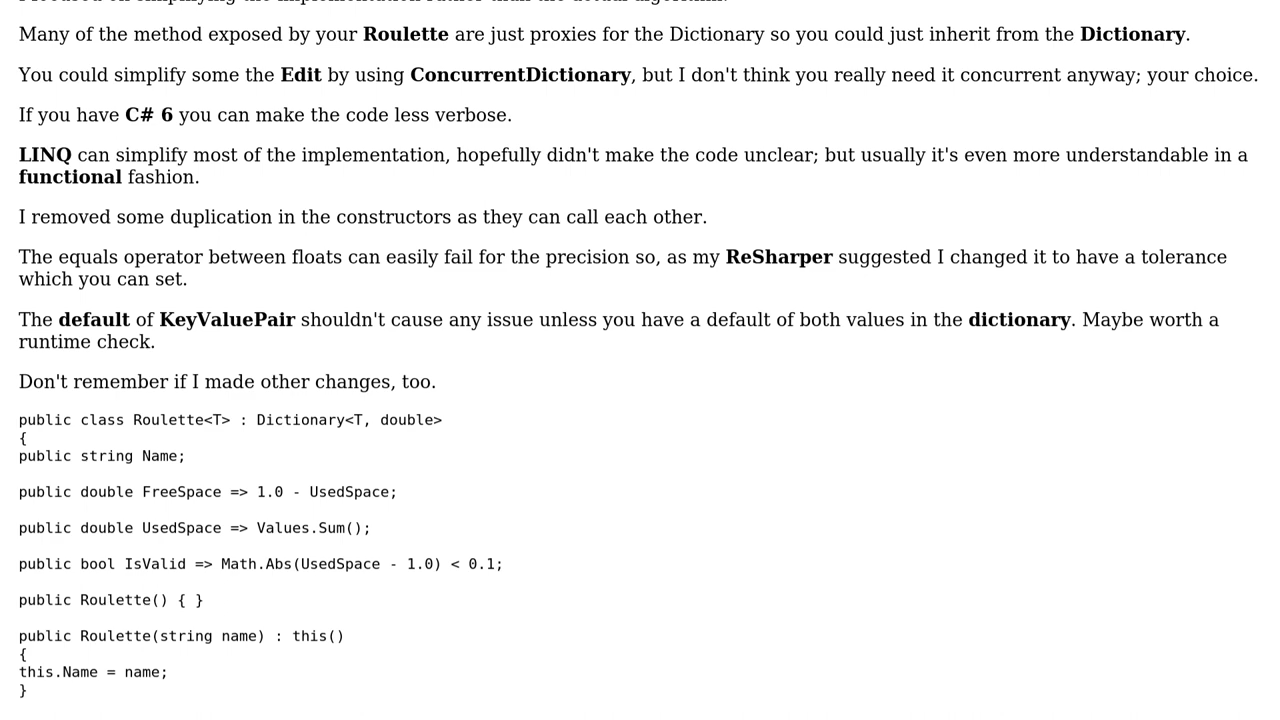 Many of the method exposed by your Roulette are just proxies for the Dictionary so you could just inherit from the Dictionary.
You could simplify some the Edit by using ConcurrentDictionary, but I don't think you really need it concurrent anyway; your choice.
If you have C# 6 you can make the code less verbose.
LINQ can simplify most of the implementation, hopefully didn't make the code unclear; but usually it's even more understandable in a
functional fashion.
I removed some duplication in the constructors as they can call each other.
The equals operator between floats can easily fail for the precision so, as my ReSharper suggested I changed it to have a tolerance
which you can set.
The default of KeyValuePair shouldn't cause any issue unless you have a default of both values in the dictionary. Maybe worth a
runtime check.
Don't remember if I made other changes, too.
public class Roulette<T> : Dictionary<T, double>
{
public string Name;
public double FreeSpace => 1.0 - UsedSpace;
public double UsedSpace => Values.Sum();
public bool IsValid => Math.Abs(UsedSpace - 1.0) < 0.1;
public Roulette() { }
public Roulette(string name) : this()
{
this.Name = name;
}